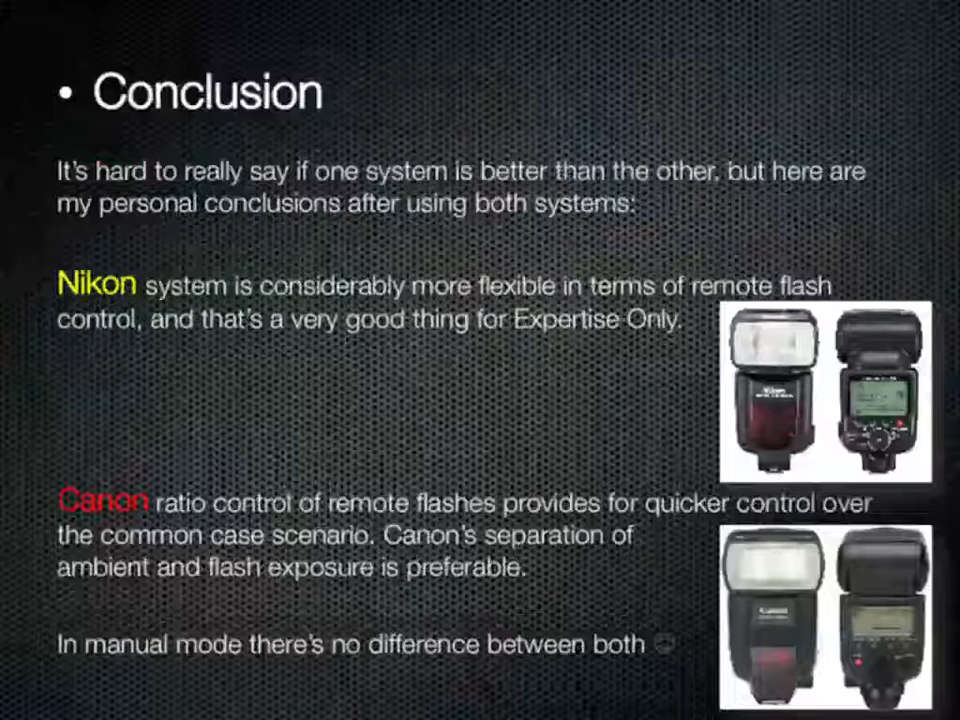 • Conclusion
It's hard to really say if one system is better than the other, but here are
my personal conclusions after using both systems:
Nikon system is considerably more flexible in terms of remote flash
control, and that's a very good thing for Expertise Only.
Nikon
Canon ratio control of remote flashes provides for quicker control over
the common case scenario. Canon's separation of
ambient and flash exposure is preferable.
Canon
In manual mode there's no difference between both ☺